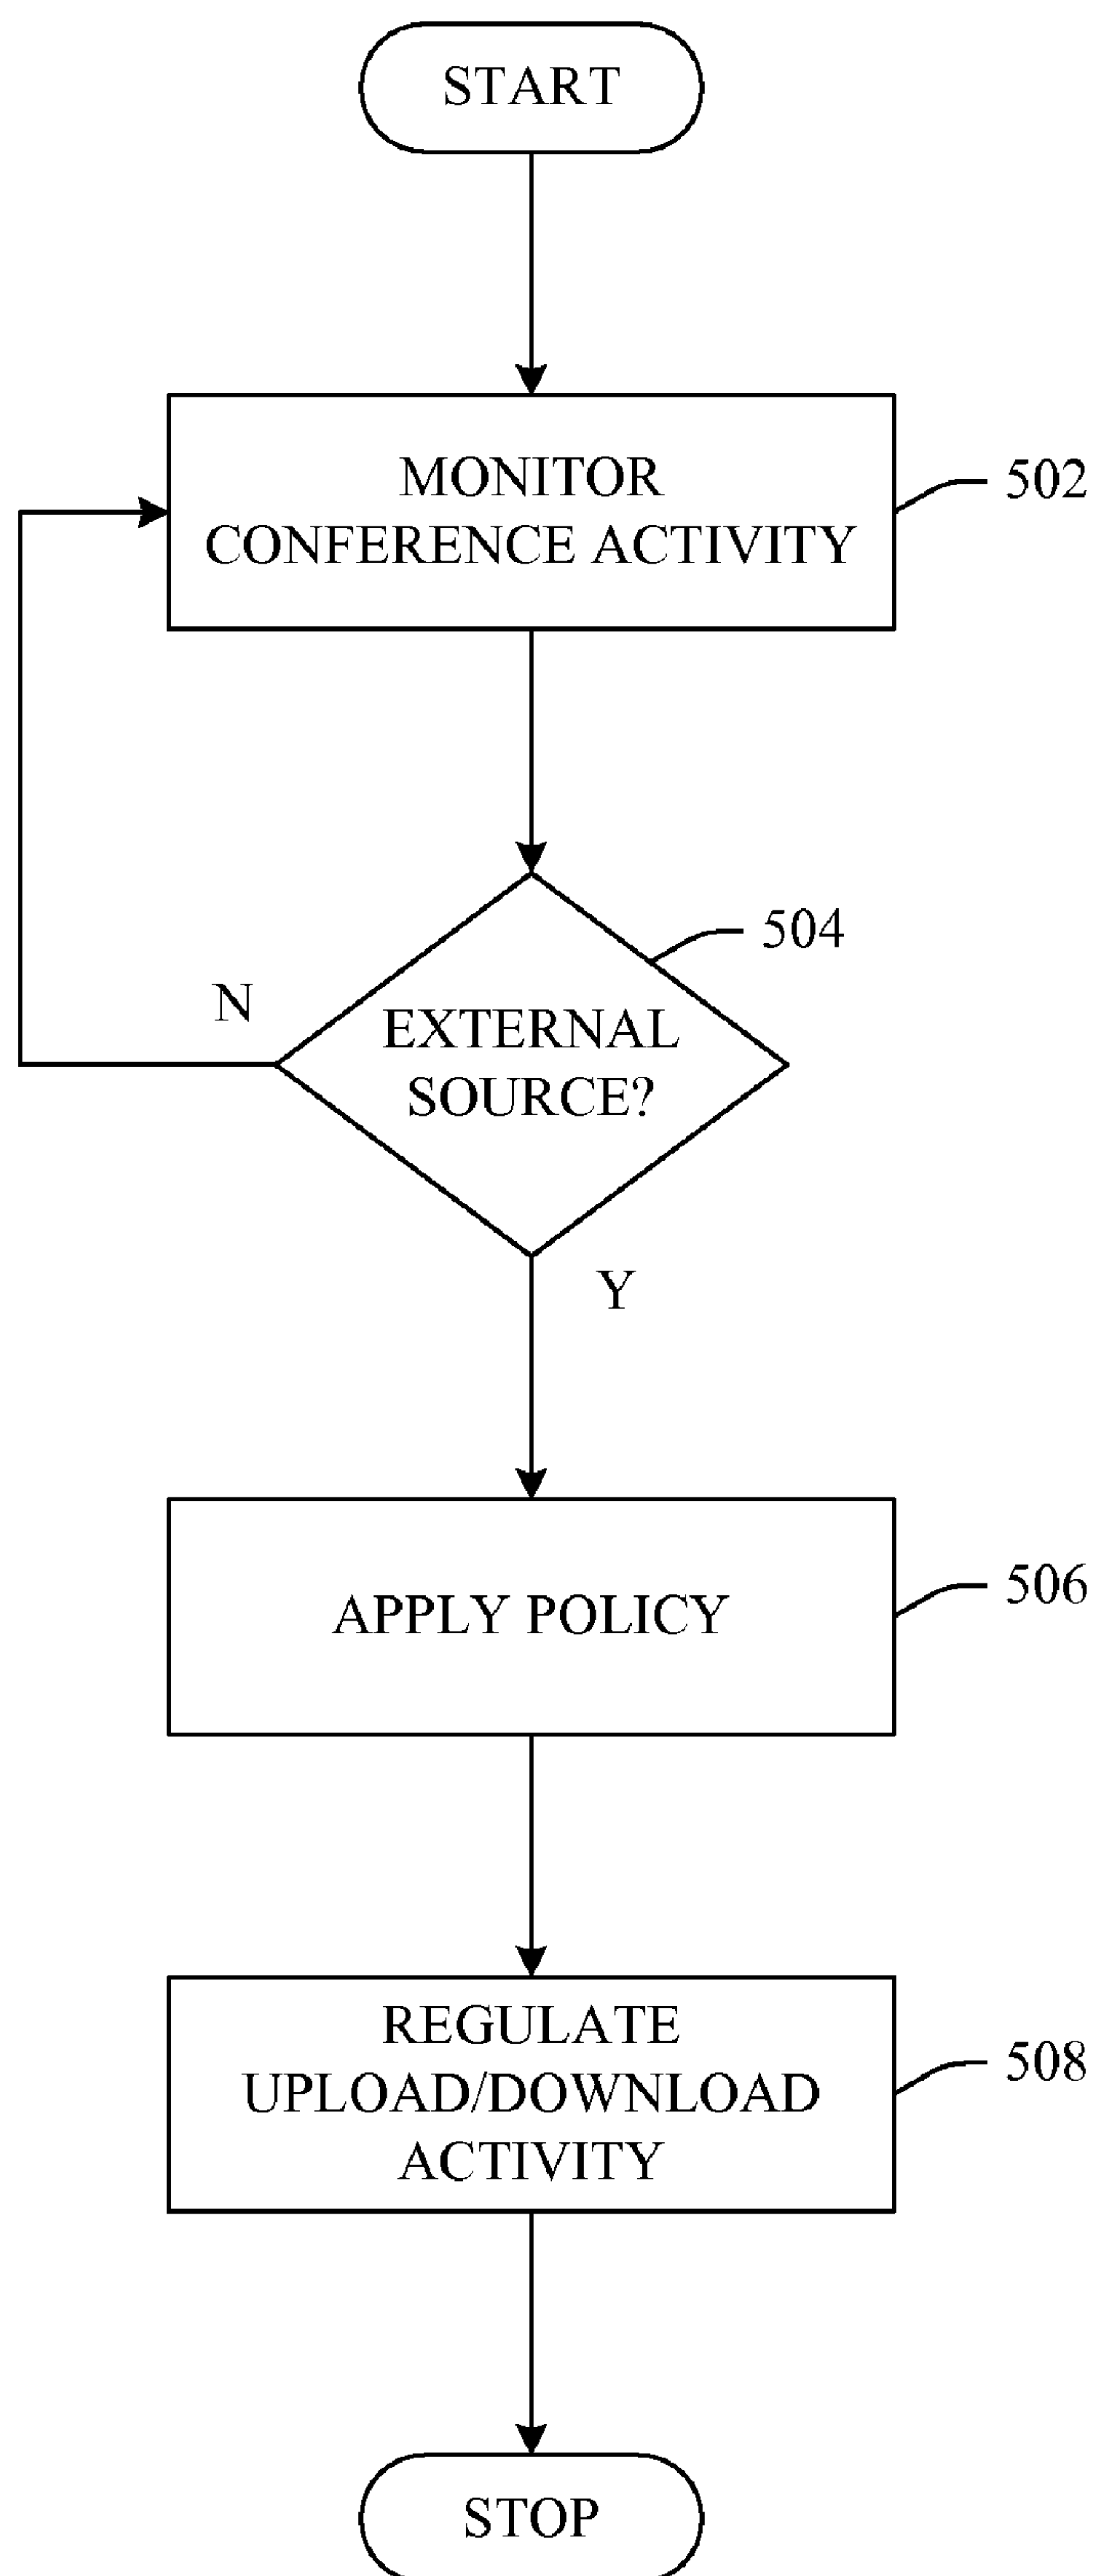 START
MONITOR
CONFERENCE ACTIVITY
502
504
N
EXTERNAL
SOURCE?
Y
APPLY POLICY
506
REGULATE
UPLOAD/DOWNLOAD
ACTIVITY
508
STOP